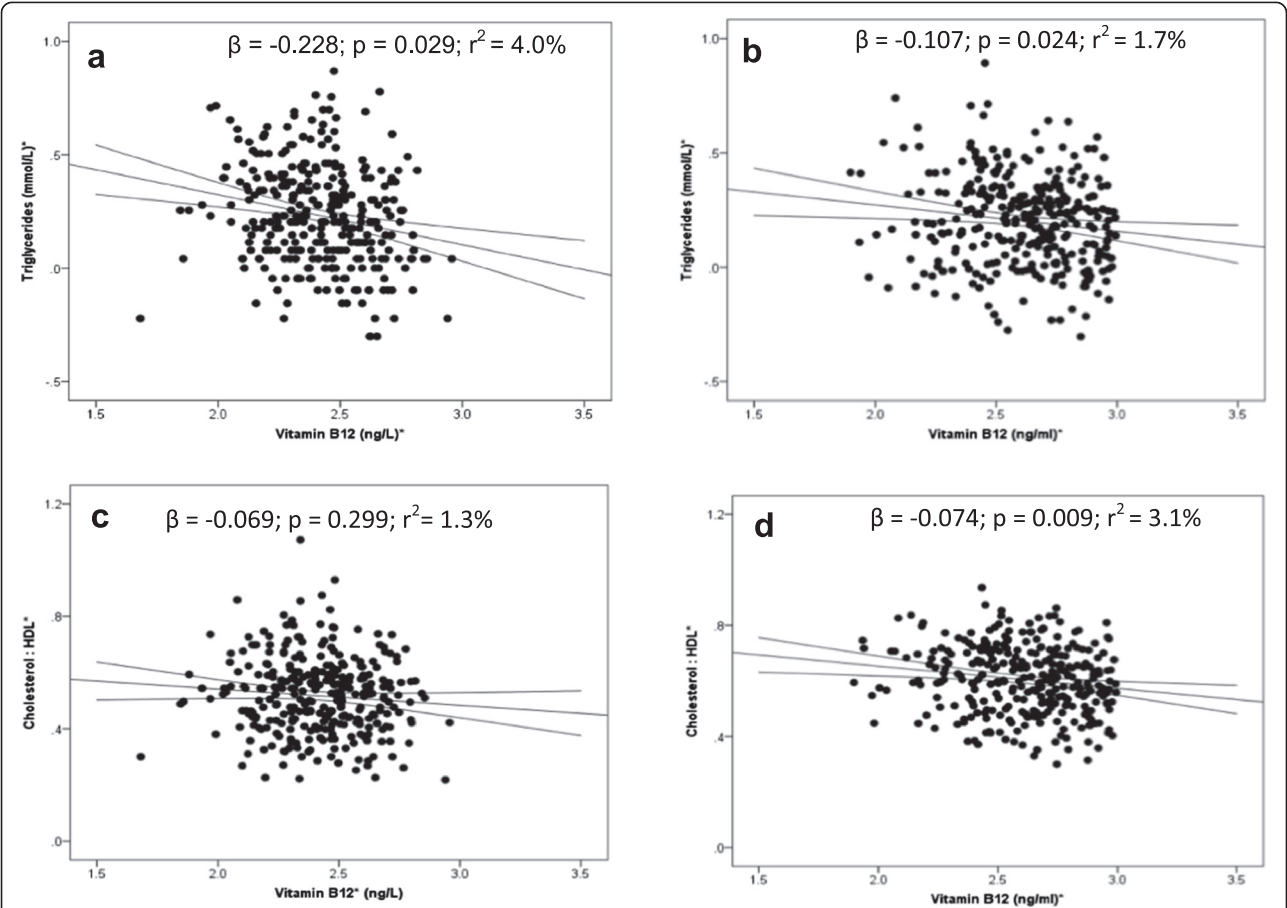 a
β = -0.228; p = 0.029; r² = 4.0%
1.0
.5
.0
-.5
Triglycerides (mmol/L)*
1.5 2.0 2.5 3.0 3.5
Vitamin B12 (ng/L)*
b
β = -0.107; p = 0.024; r² = 1.7%
1.0
.5
.0
-.5
Triglycerides (mmol/L)*
1.5 2.0 2.5 3.0 3.5
Vitamin B12 (ng/ml)*
c
β = -0.069; p = 0.299; r² = 1.3%
1.2
.8
.4
.0
Cholesterol : HDL*
1.5 2.0 2.5 3.0 3.5
Vitamin B12* (ng/L)
d
β = -0.074; p = 0.009; r² = 3.1%
1.2
.8
.4
.0
Cholesterol : HDL*
1.5 2.0 2.5 3.0 3.5
Vitamin B12 (ng/ml)*